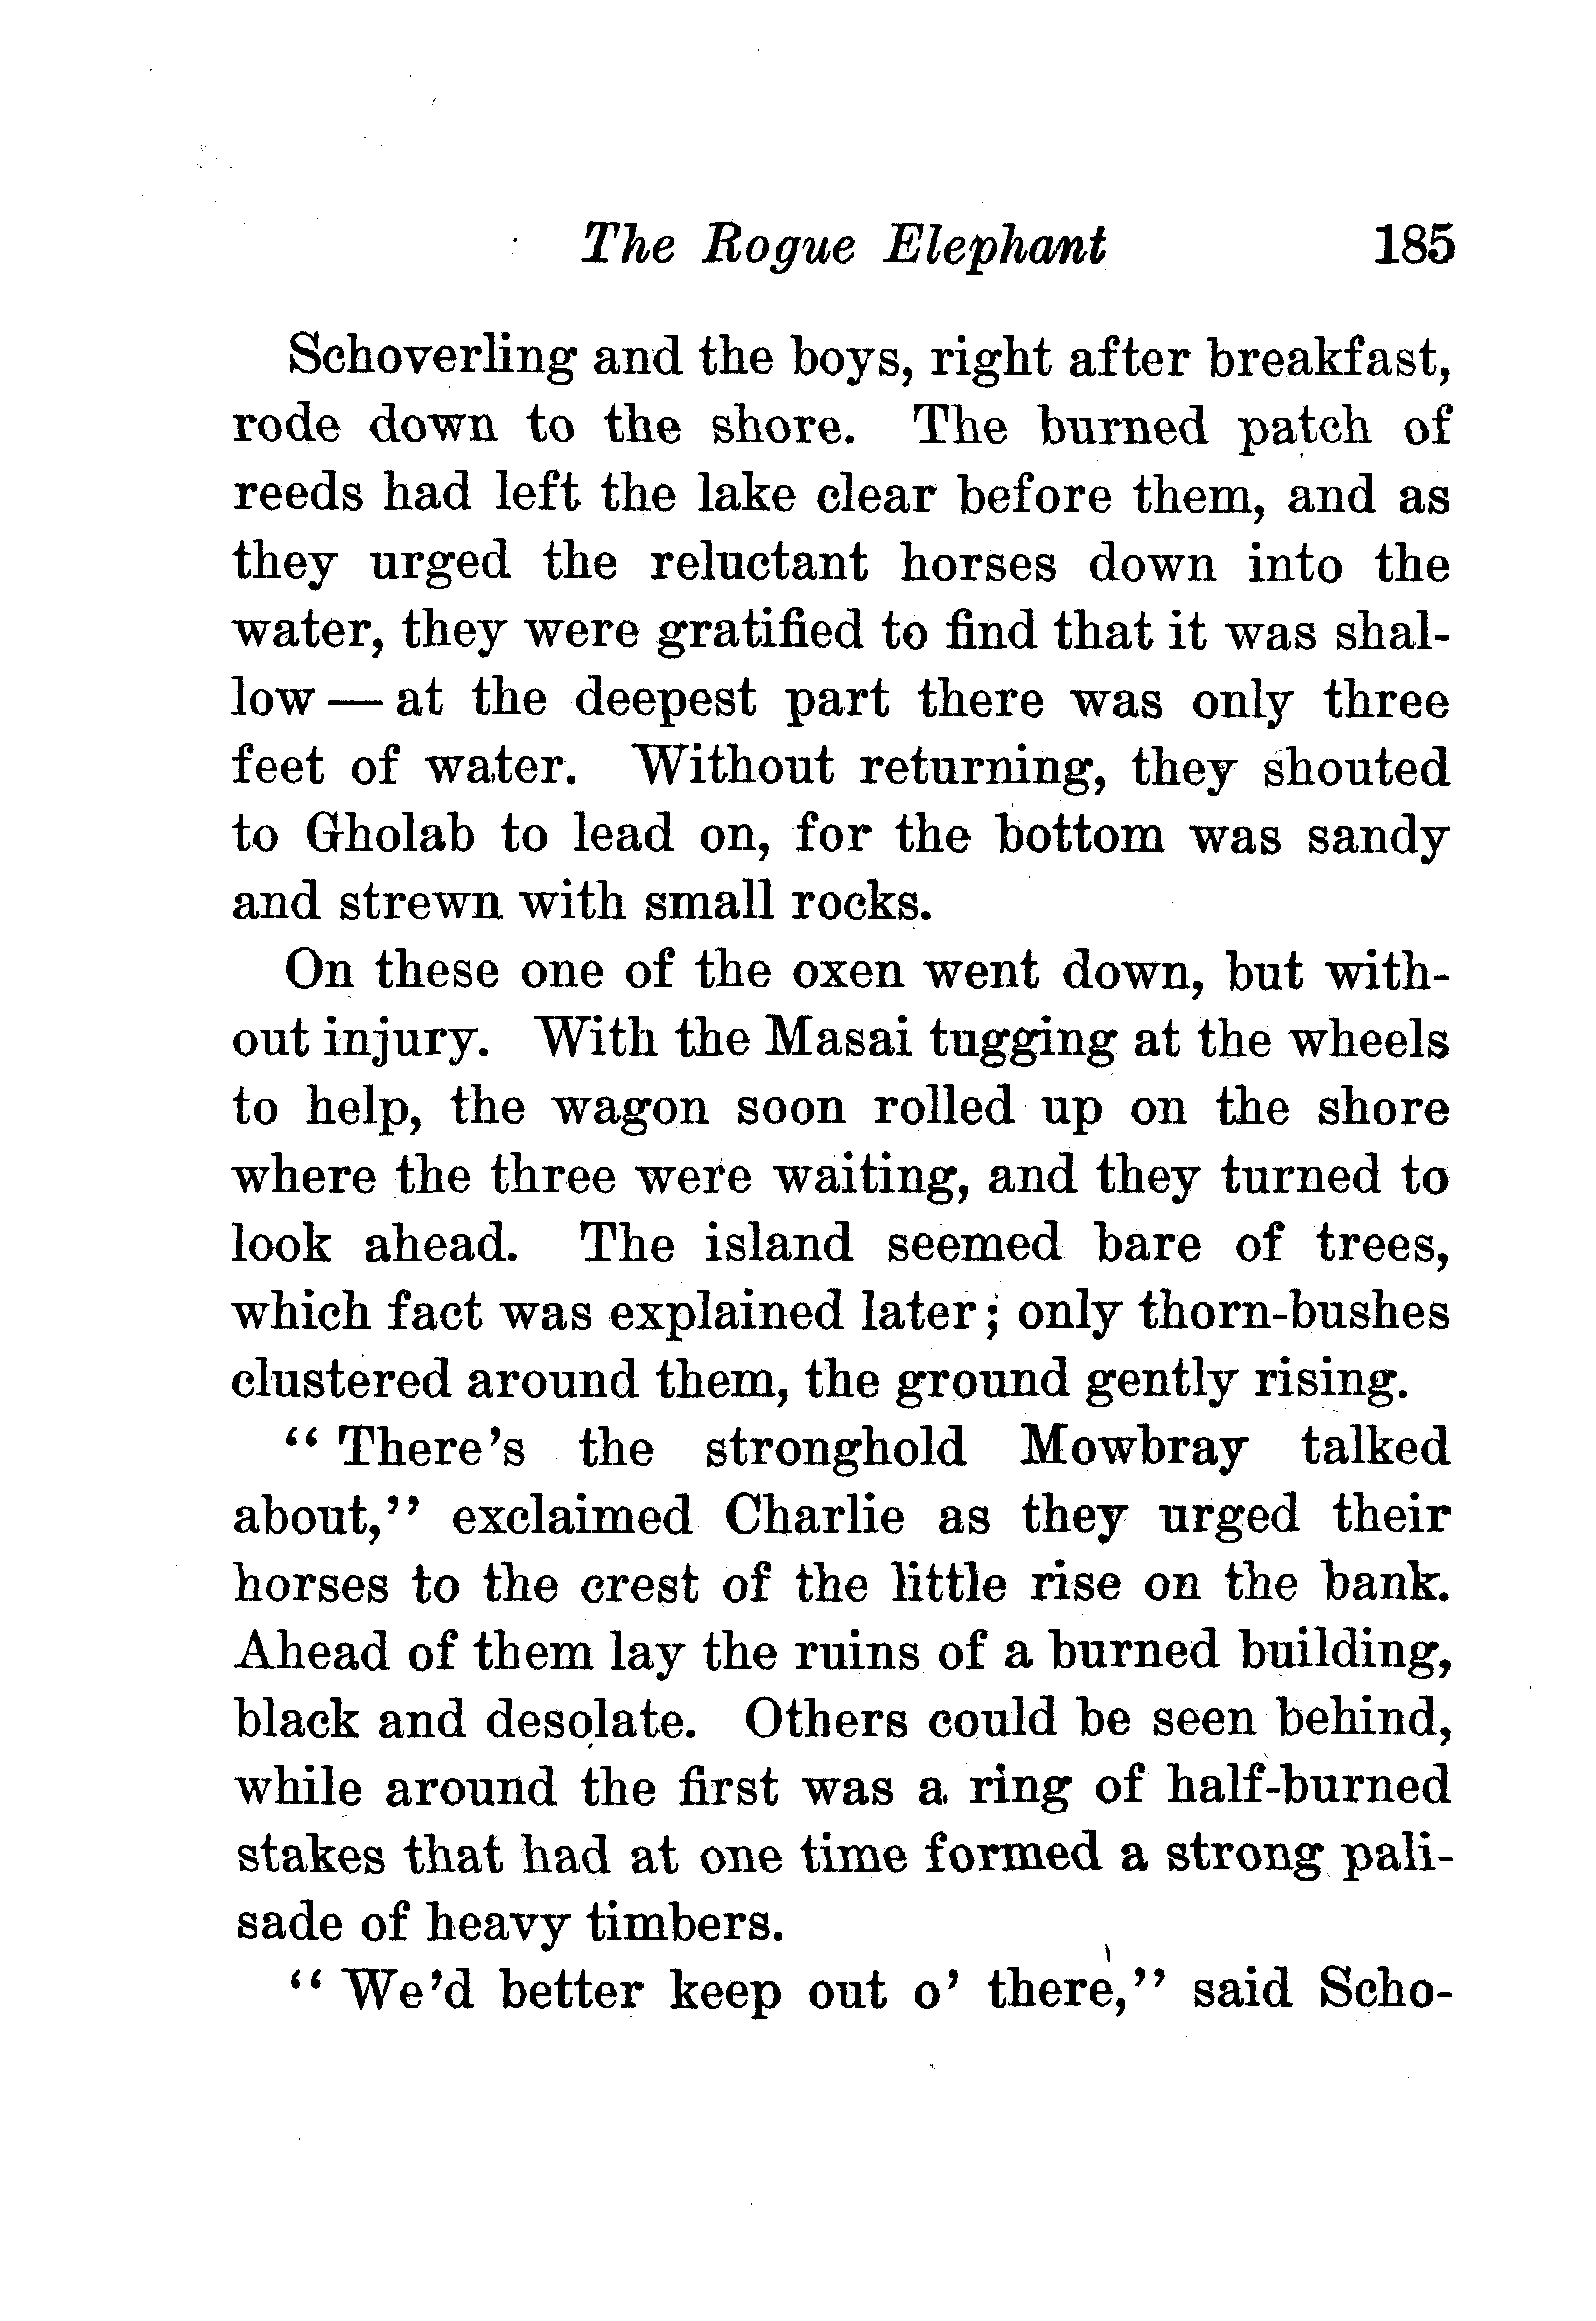 The Rogue Elephant 185
Schoverling and the boys, right after breakfast,
rode down to the shore. The burned patch of
reeds had left the lake clear before them, and as
they urged the reluctant horses down into the
water, they were gratified to find that it was shal-
low — at the deepest part there was only three
feet of water. Without returning, they shouted
to Gholab to lead on, for the bottom was sandy
and strewn with small rocks.
On these one of the oxen went down, but with-
out injury. With the Masai tugging at the wheels
to help, the wagon soon rolled up on the shore
where the three were waiting, and they turned to
look ahead. The island seemed bare of trees,
which fact was explained later; only thorn-bushes
clustered around them, the ground gently rising.
“ There’s the stronghold Mowbray talked
about,” exclaimed Charlie as they urged their
horses to the crest of the little rise on the bank.
Ahead of them lay the ruins of a burned building,
black and desolate. Others could be seen behind,
while around the first was a ring of half-burned
stakes that had at one time formed a strong pali-
sade of heavy timbers.
“ We’d better keep out o’ there,” said Scho-